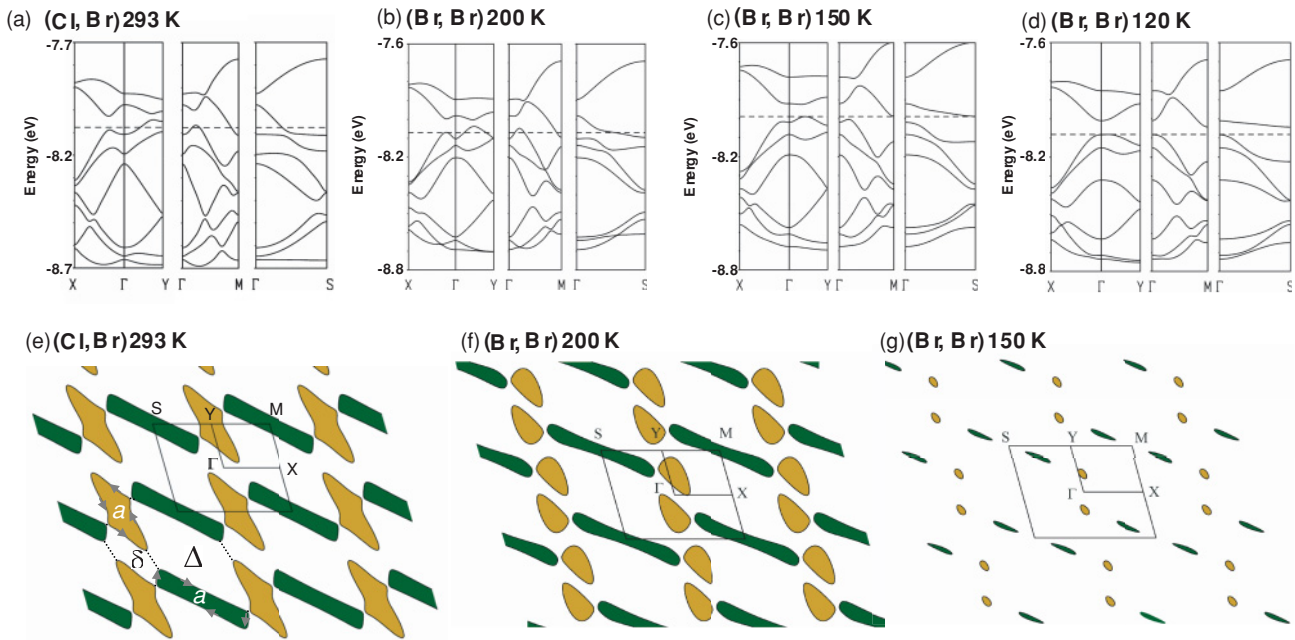 (a) (Cl, Br) 293 K
(b) (Br, Br) 200 K
(c) (Br, Br) 150 K
(d) (Br, Br) 120 K
Energy (eV)
-7.7
-8.2
-8.7
X Γ Y Γ M Γ S
Energy (eV)
-7.6
-8.2
-8.8
X Γ Y Γ M Γ S
Energy (eV)
-7.6
-8.2
-8.8
X Γ Y Γ M Γ S
Energy (eV)
-7.6
-8.2
-8.8
X Γ Y Γ M Γ S
(e) (Cl, Br) 293 K
S Y M
Γ X
a
δ Δ
a
(f) (Br, Br) 200 K
S Y M
Γ X
(g) (Br, Br) 150 K
S Y M
Γ X